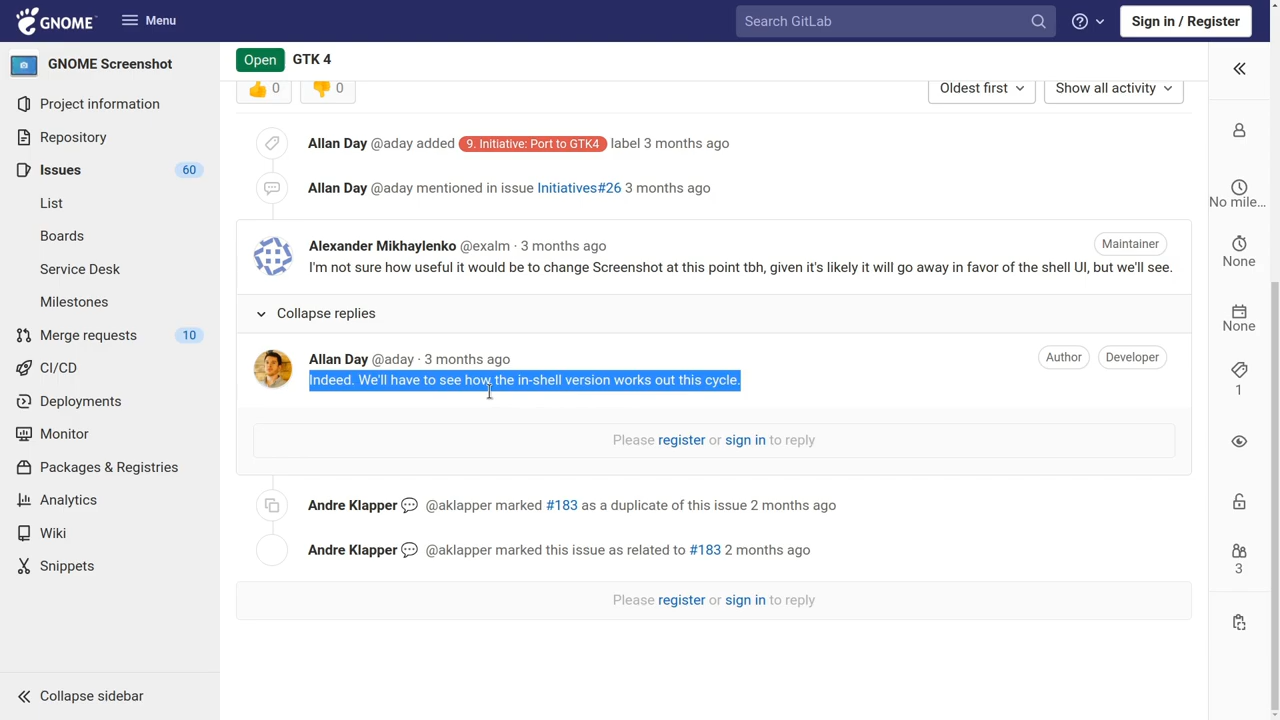 GNOME
Menu
Search GitLab
Sign in / Register
GNOME Screenshot
Project information
Repository
Issues 60
List
Boards
Service Desk
Milestones
Merge requests 10
CI/CD
Deployments
Monitor
Packages & Registries
Analytics
Wiki
Snippets
Collapse sidebar
Open GTK 4
👍 0 👎 0
Oldest first Show all activity
Allan Day @aday added 9. Initiative: Port to GTK4 label 3 months ago
Allan Day @aday mentioned in issue Initiatives#26 3 months ago
Alexander Mikhaylenko @exalm · 3 months ago Maintainer
I'm not sure how useful it would be to change Screenshot at this point tbh, given it's likely it will go away in favor of the shell UI, but we'll see.
Collapse replies
Allan Day @aday · 3 months ago Author Developer
Indeed. We'll have to see how the in-shell version works out this cycle.
Please register or sign in to reply
Andre Klapper 💬 @aklapper marked #183 as a duplicate of this issue 2 months ago
Andre Klapper 💬 @aklapper marked this issue as related to #183 2 months ago
Please register or sign in to reply
No mile...
None
None
1
3